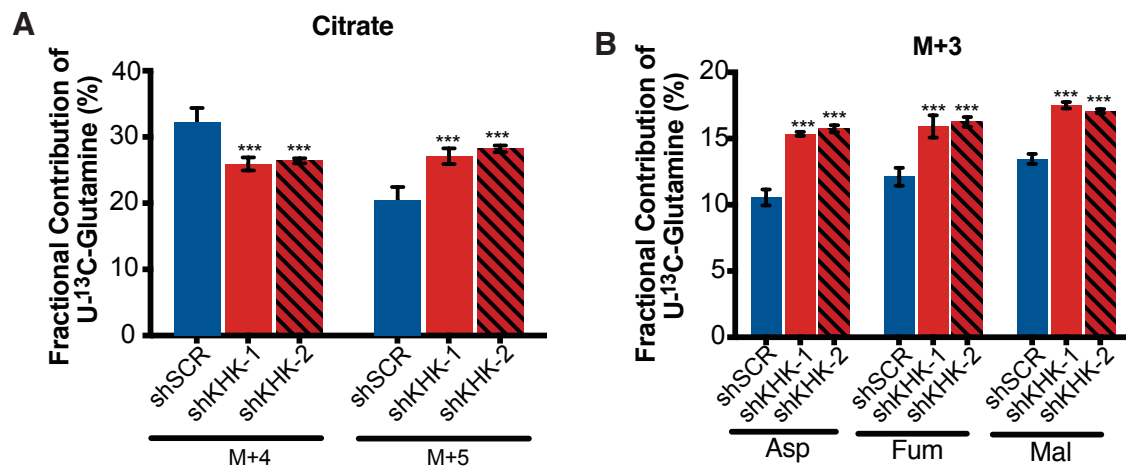 A
Citrate
Fractional Contribution of
U-¹³C-Glutamine (%)
40
30
20
10
0
*** ***
*** ***
shSCR shKHK-1 shKHK-2 shSCR shKHK-1 shKHK-2
M+4 M+5
B
M+3
Fractional Contribution of
U-¹³C-Glutamine (%)
20
15
10
5
0
*** ***
*** ***
*** ***
shSCR shKHK-1 shKHK-2 shSCR shKHK-1 shKHK-2 shSCR shKHK-1 shKHK-2
Asp Fum Mal